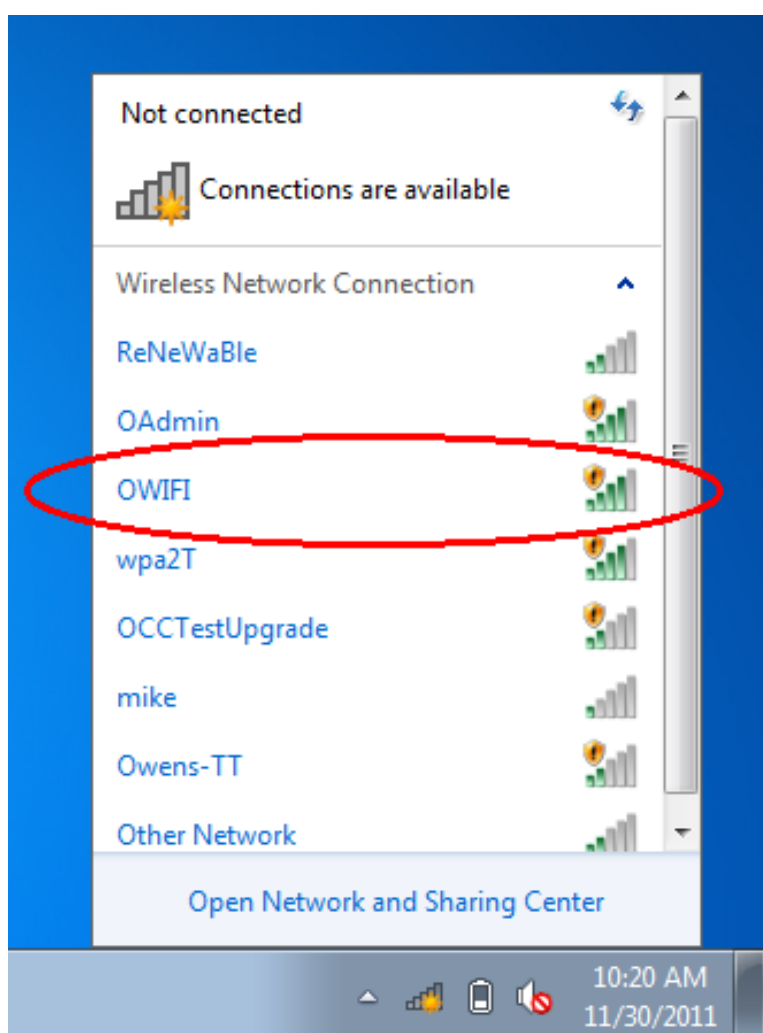 Not connected
Connections are available
Wireless Network Connection
ReNeWaBle
OAdmin
OWIFI
wpa2T
OCCTestUpgrade
mike
Owens-TT
Other Network
Open Network and Sharing Center
10:20 AM
11/30/2011